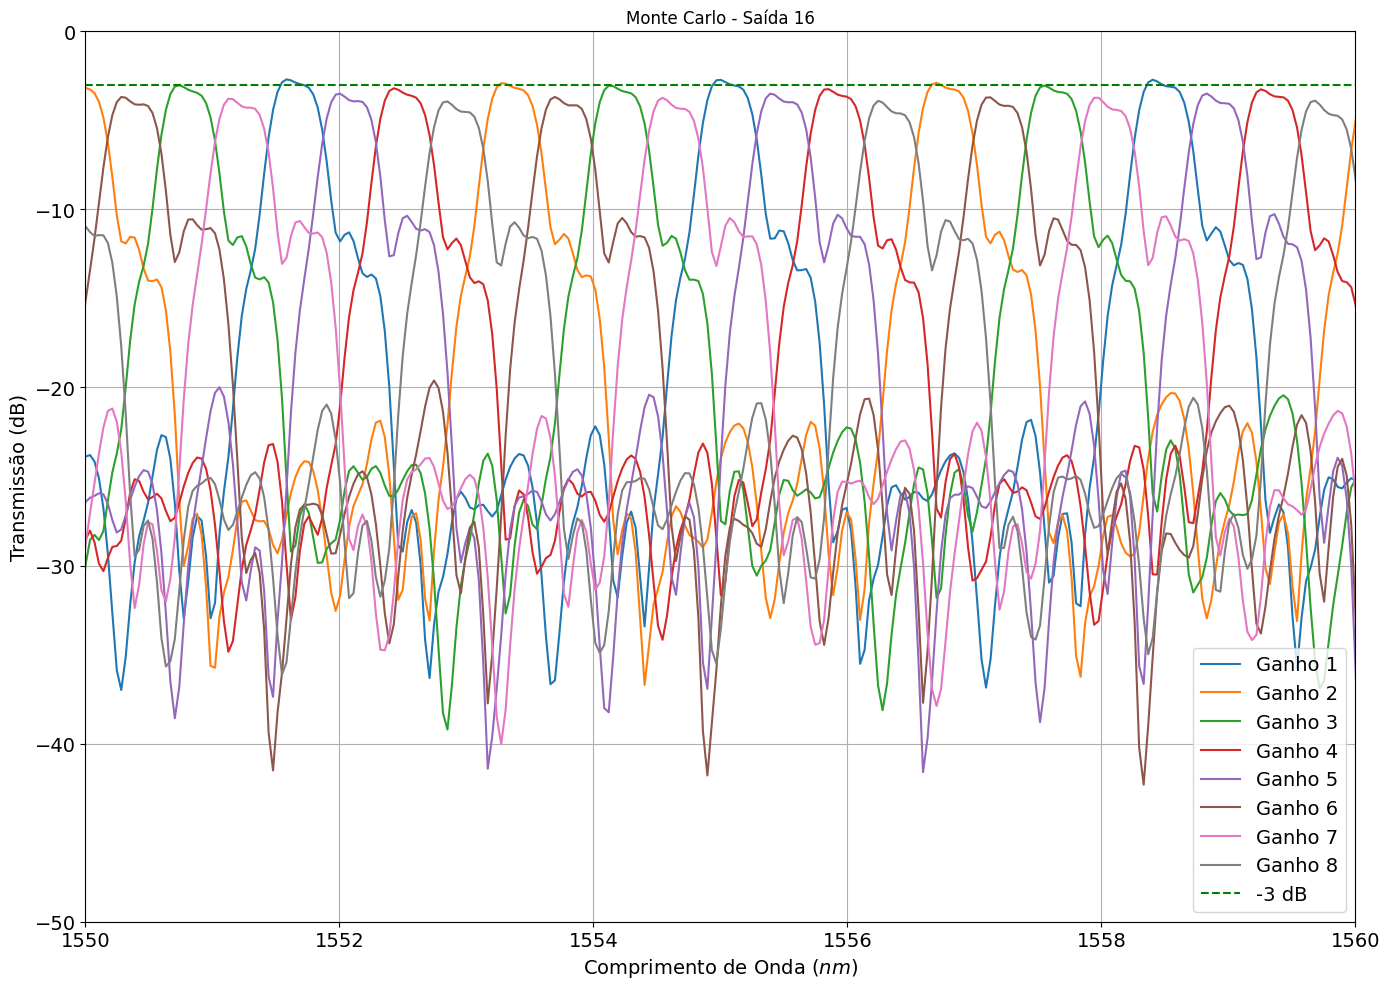 Monte Carlo - Saída 16
Transmissão (dB)
0
−10
−20
−30
−40
−50
1550
1552
1554
1556
1558
1560
Comprimento de Onda (nm)
Ganho 1
Ganho 2
Ganho 3
Ganho 4
Ganho 5
Ganho 6
Ganho 7
Ganho 8
-3 dB